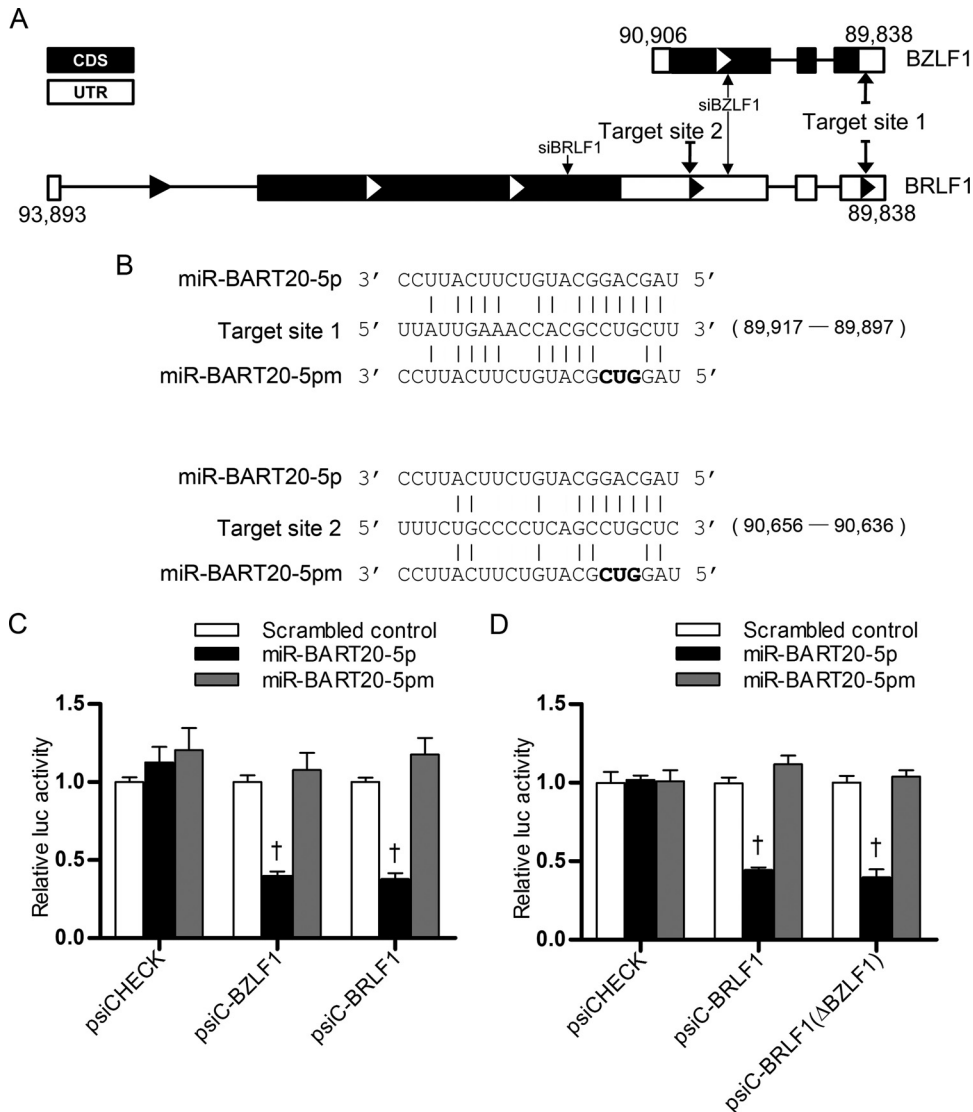 A
CDS
UTR
90,906
89,838
BZLF1
siBZLF1
Target site 2
Target site 1
siBRLF1
BRLF1
93,893
89,838
B
miR-BART20-5p 3′ CCUUACUUCUGUACGGACGAU 5′
Target site 1 5′ UUAUUGAAACCACGCCUGCUU 3′ ( 89,917 — 89,897 )
miR-BART20-5pm 3′ CCUUACUUCUGUACGCUGGAU 5′
miR-BART20-5p 3′ CCUUACUUCUGUACGGACGAU 5′
Target site 2 5′ UUUCUGCCCCUCAGCCUGCUC 3′ ( 90,656 — 90,636 )
miR-BART20-5pm 3′ CCUUACUUCUGUACGCUGGAU 5′
C
Scrambled control
miR-BART20-5p
miR-BART20-5pm
Relative luc activity
1.5
1.0
0.5
0.0
†
†
psiCHECK
psiC-BZLF1
psiC-BRLF1
D
Scrambled control
miR-BART20-5p
miR-BART20-5pm
Relative luc activity
1.5
1.0
0.5
0.0
†
†
psiCHECK
psiC-BRLF1
psiC-BRLF1(ΔBZLF1)